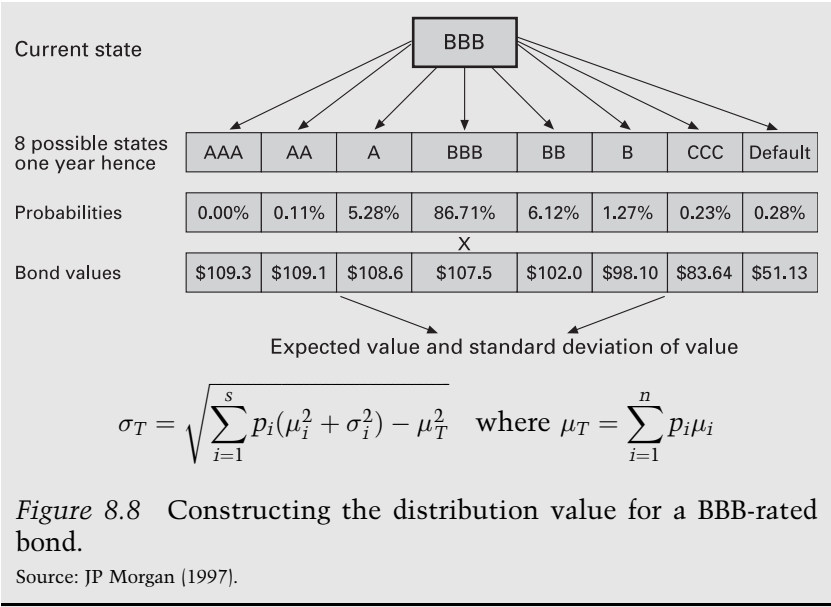 Current state
BBB
8 possible states
one year hence
AAA AA A BBB BB B CCC Default
Probabilities 0.00% 0.11% 5.28% 86.71% 6.12% 1.27% 0.23% 0.28%
X
Bond values $109.3 $109.1 $108.6 $107.5 $102.0 $98.10 $83.64 $51.13
Expected value and standard deviation of value
σ_T = √(∑_{i=1}^{s} p_i(μ_i^2 + σ_i^2) − μ_T^2) where μ_T = ∑_{i=1}^{n} p_iμ_i
Figure 8.8 Constructing the distribution value for a BBB-rated
bond.
Source: JP Morgan (1997).